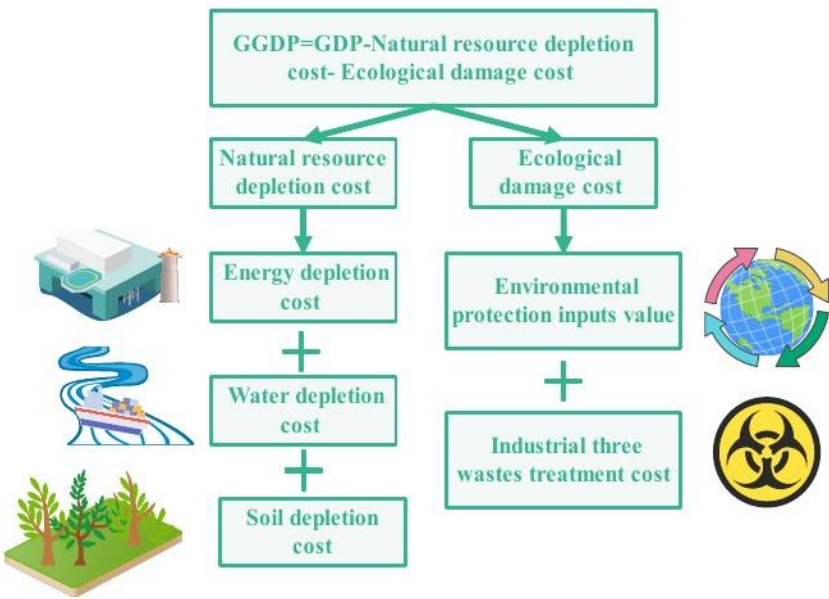 GGDP=GDP-Natural resource depletion
cost- Ecological damage cost
Natural resource
depletion cost
Ecological
damage cost
Energy depletion
cost
Environmental
protection inputs value
Water depletion
cost
Industrial three
wastes treatment cost
Soil depletion
cost